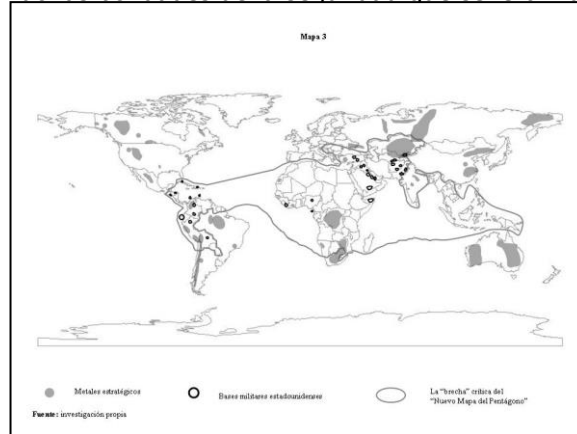 Mapa 3
Metales estratégicos
Bases militares estadounidenses
La "brecha" crítica del
"Nuevo Mapa del Pentágono"
Fuente: investigación propia